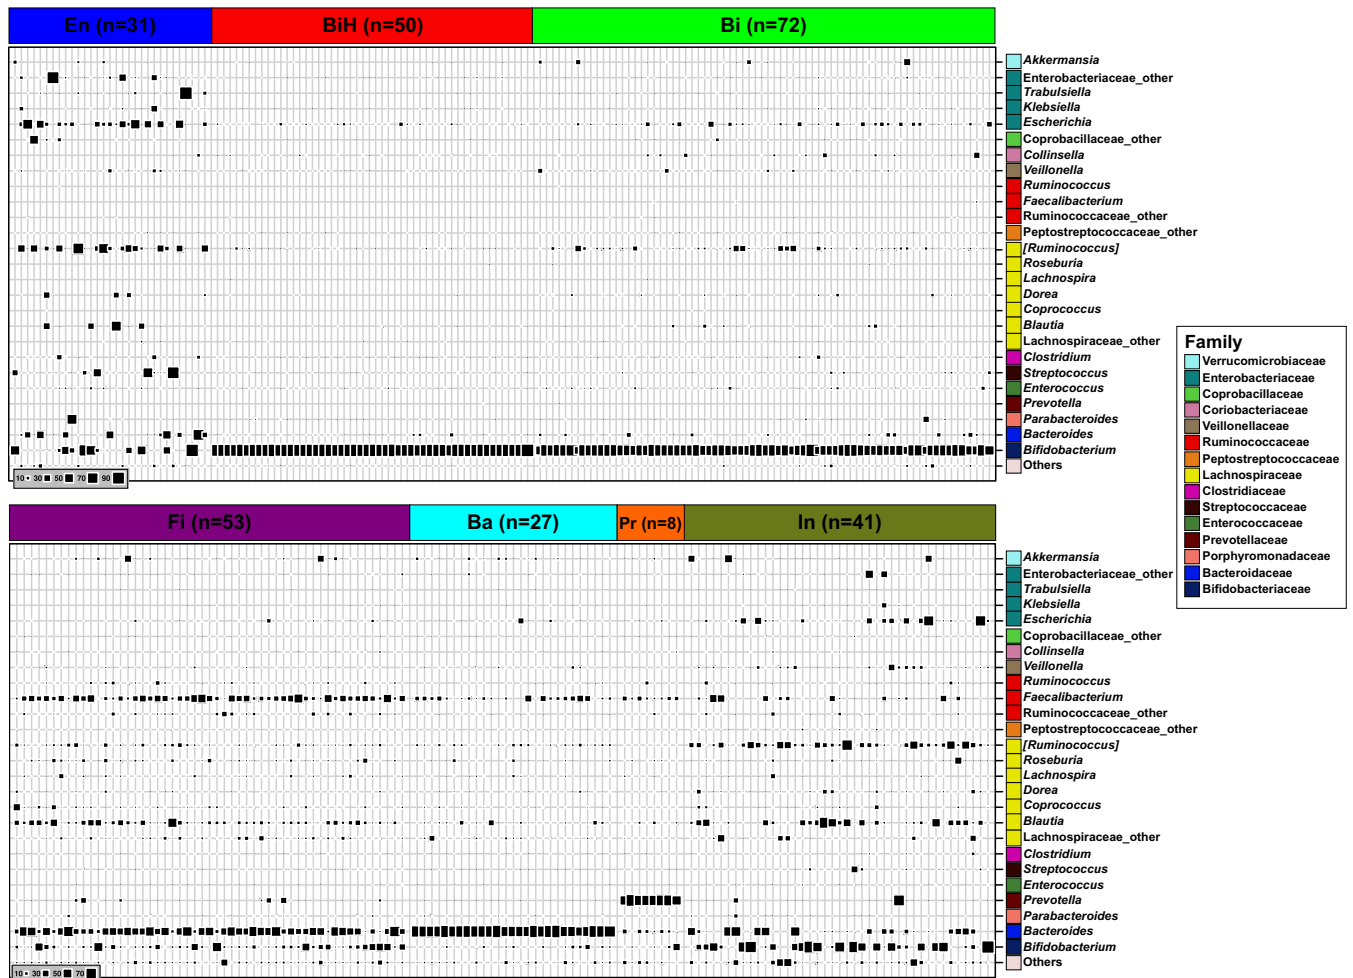 En (n=31) BiH (n=50) Bi (n=72)
Akkermansia
Enterobacteriaceae_other
Trabulsiella
Klebsiella
Escherichia
Coprobacillaceae_other
Collinsella
Veillonella
Ruminococcus
Faecalibacterium
Ruminococcaceae_other
Peptostreptococcaceae_other
[Ruminococcus]
Roseburia
Lachnospira
Dorea
Coprococcus
Blautia
Lachnospiraceae_other
Clostridium
Streptococcus
Enterococcus
Prevotella
Parabacteroides
Bacteroides
Bifidobacterium
Others
10 30 50 70 90
Family
Verrucomicrobiaceae
Enterobacteriaceae
Coprobacillaceae
Coriobacteriaceae
Veillonellaceae
Ruminococcaceae
Peptostreptococcaceae
Lachnospiraceae
Clostridiaceae
Streptococcaceae
Enterococcaceae
Prevotellaceae
Porphyromonadaceae
Bacteroidaceae
Bifidobacteriaceae
Fi (n=53) Ba (n=27) Pr (n=8) In (n=41)
Akkermansia
Enterobacteriaceae_other
Trabulsiella
Klebsiella
Escherichia
Coprobacillaceae_other
Collinsella
Veillonella
Ruminococcus
Faecalibacterium
Ruminococcaceae_other
Peptostreptococcaceae_other
[Ruminococcus]
Roseburia
Lachnospira
Dorea
Coprococcus
Blautia
Lachnospiraceae_other
Clostridium
Streptococcus
Enterococcus
Prevotella
Parabacteroides
Bacteroides
Bifidobacterium
Others
10 30 50 70